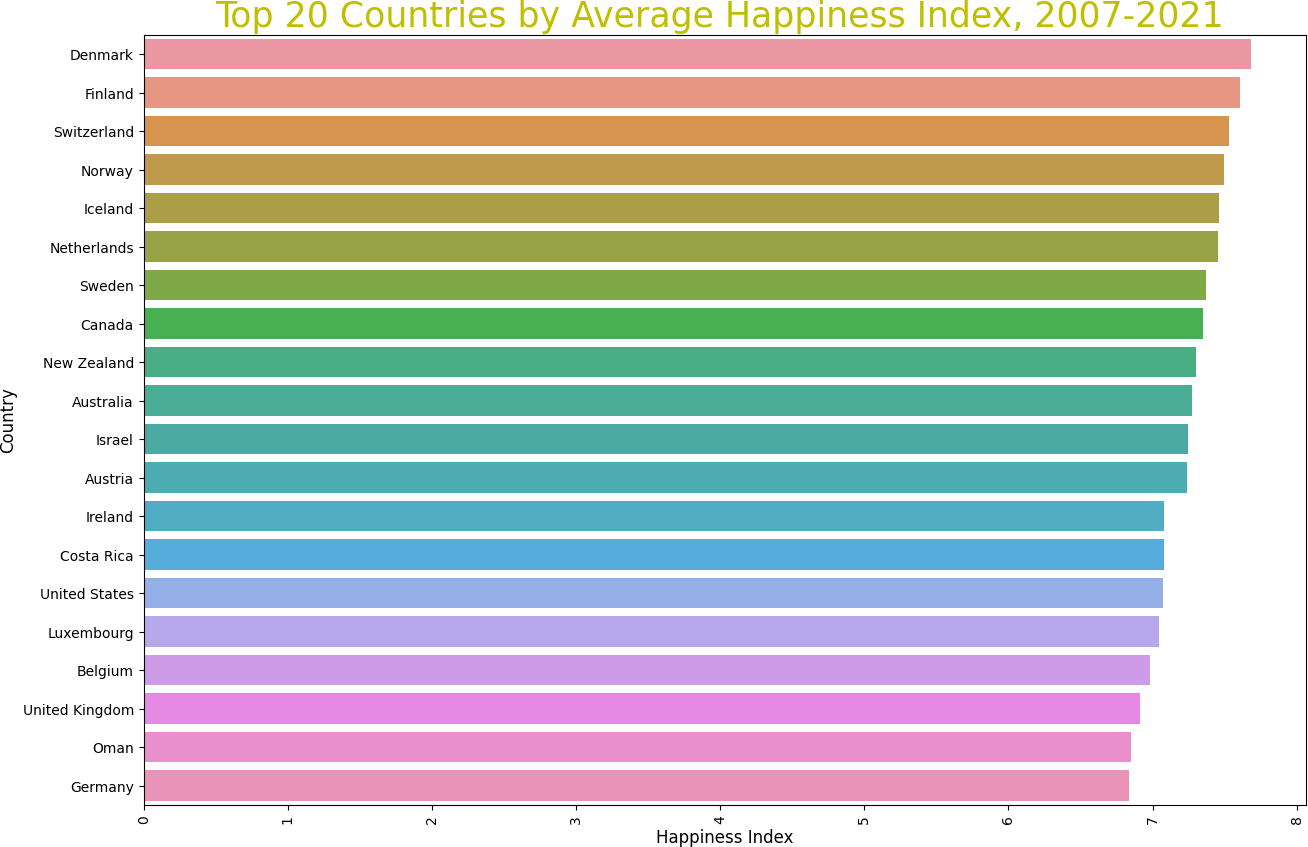 Top 20 Countries by Average Happiness Index, 2007-2021
Country
Denmark
Finland
Switzerland
Norway
Iceland
Netherlands
Sweden
Canada
New Zealand
Australia
Israel
Austria
Ireland
Costa Rica
United States
Luxembourg
Belgium
United Kingdom
Oman
Germany
0 1 2 3 4 5 6 7 8
Happiness Index